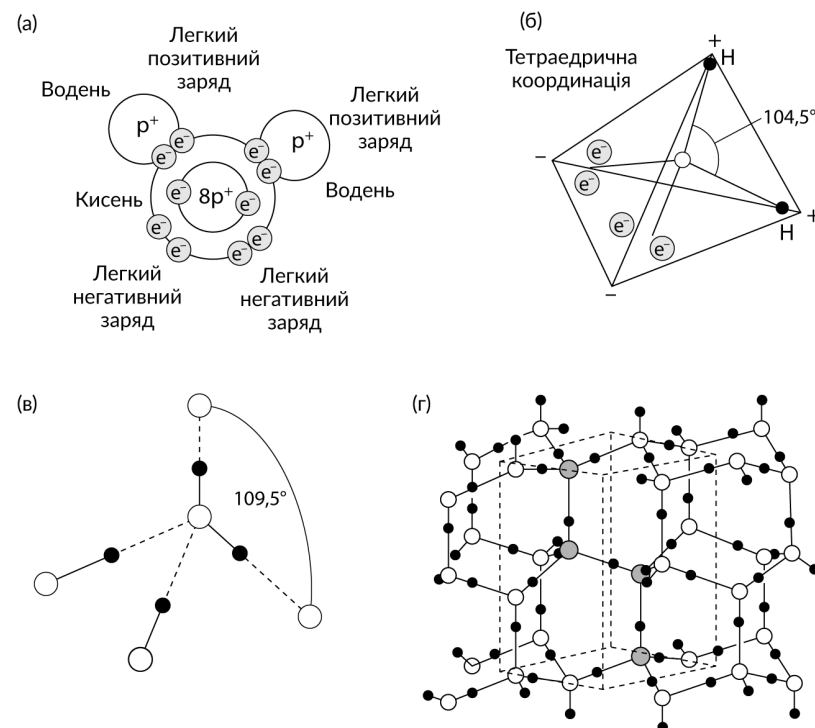 (а)
Легкий
позитивний
заряд
Водень
p⁺
e⁻
e⁻
p⁺
e⁻
e⁻
Легкий
позитивний
заряд
Водень
Кисень
e⁻
8p⁺
e⁻
e⁻
e⁻
e⁻
e⁻
Легкий
негативний
заряд
Легкий
негативний
заряд
(б)
Тетраедрична
координація
+
H
104,5°
−
e⁻
e⁻
e⁻
e⁻
+
H
−
(в)
109,5°
(г)